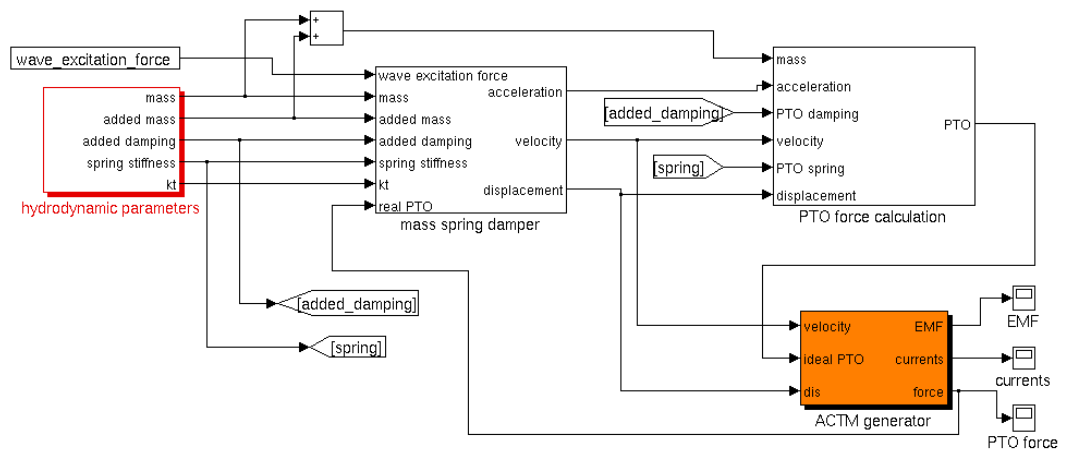 +
+
wave_excitation_force
mass
added mass
added damping
spring stiffness
kt
hydrodynamic parameters
wave excitation force
mass
added mass
added damping
spring stiffness
kt
real PTO
acceleration
velocity
displacement
mass spring damper
[added_damping]
[spring]
mass
acceleration
PTO damping
velocity
PTO spring
displacement
PTO
PTO force calculation
[added_damping]
[spring]
velocity
ideal PTO
dis
EMF
currents
force
ACTM generator
EMF
currents
PTO force